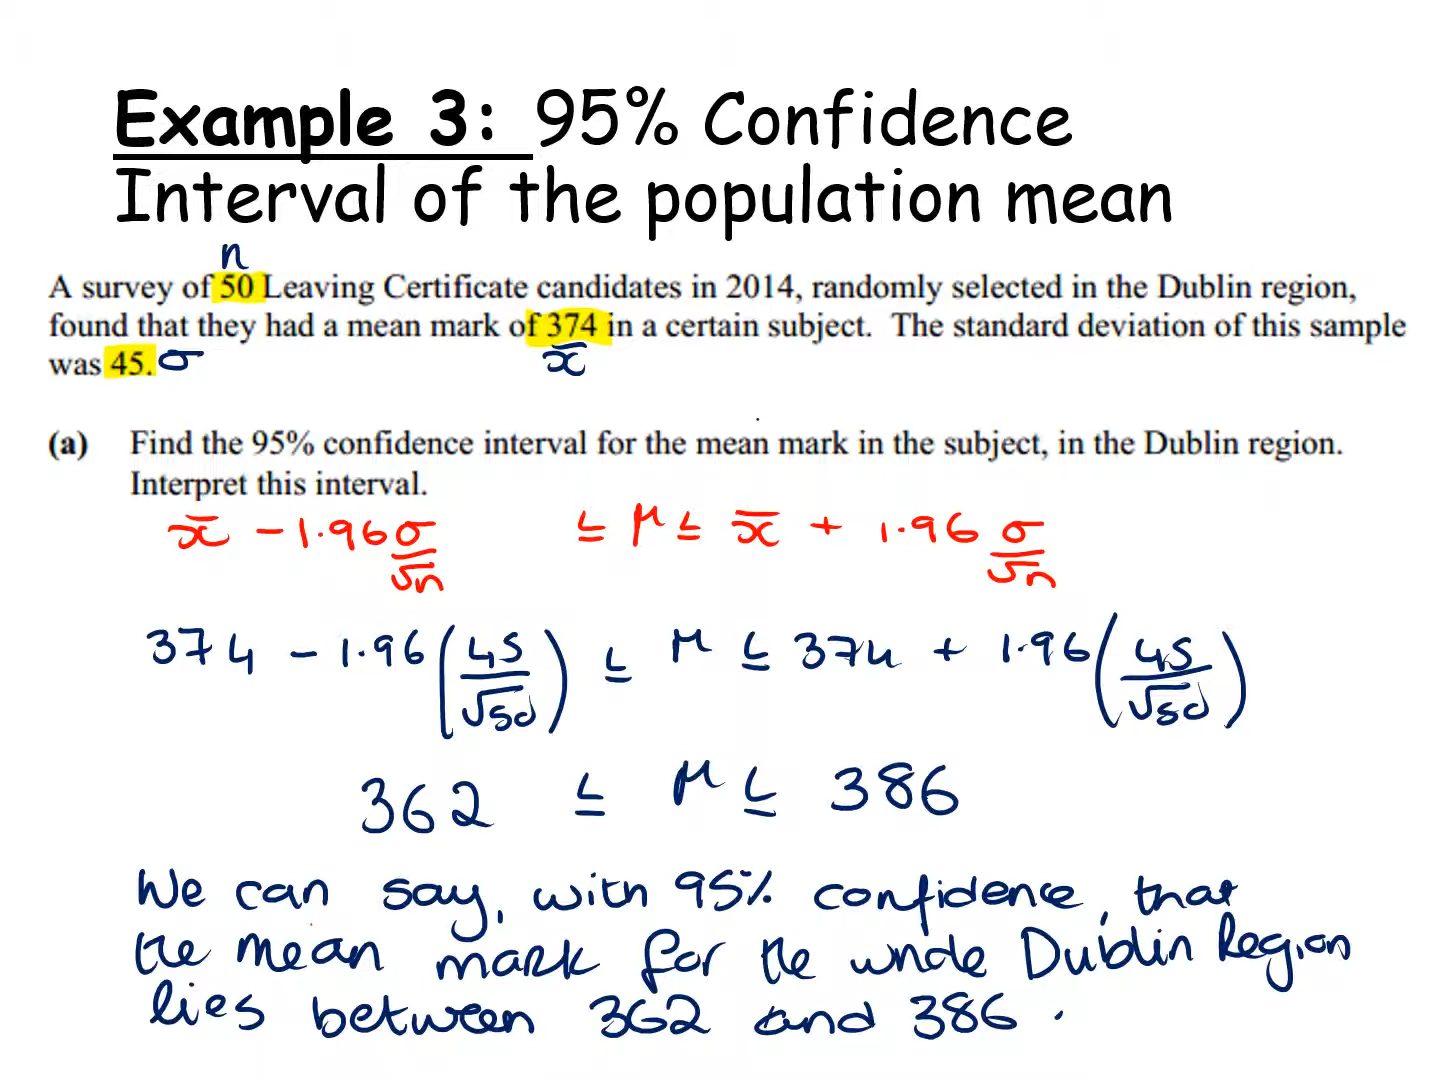 Example 3: 95% Confidence
Interval of the population mean
n
A survey of 50 Leaving Certificate candidates in 2014, randomly selected in the Dublin region,
found that they had a mean mark of 374 in a certain subject. The standard deviation of this sample
x̄
was 45. σ
(a) Find the 95% confidence interval for the mean mark in the subject, in the Dublin region.
Interpret this interval.
x̄ - 1.96 σ/√n ≤ μ ≤ x̄ + 1.96 σ/√n
374 - 1.96 (45/√50) ≤ μ ≤ 374 + 1.96 (45/√50)
362 ≤ μ ≤ 386
We can say, with 95% confidence, that
the mean mark for the whole Dublin Region
lies between 362 and 386.